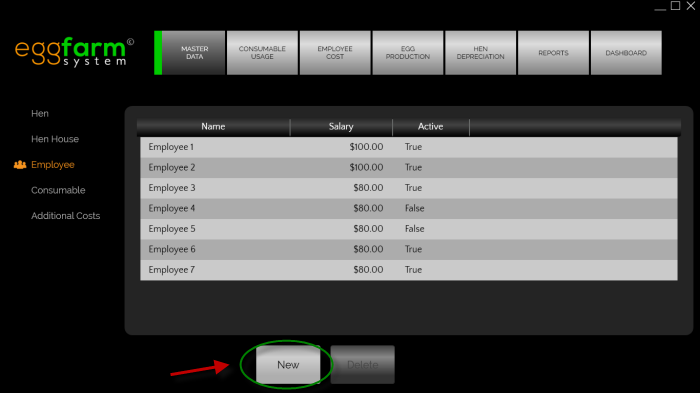 eggfarm©
system
MASTER
DATA
CONSUMABLE
USAGE
EMPLOYEE
COST
EGG
PRODUCTION
HEN
DEPRECIATION
REPORTS
DASHBOARD
Hen
Hen House
Employee
Consumable
Additional Costs
Name Salary Active
Employee 1 $100.00 True
Employee 2 $100.00 True
Employee 3 $80.00 True
Employee 4 $80.00 False
Employee 5 $80.00 False
Employee 6 $80.00 True
Employee 7 $80.00 True
New Delete